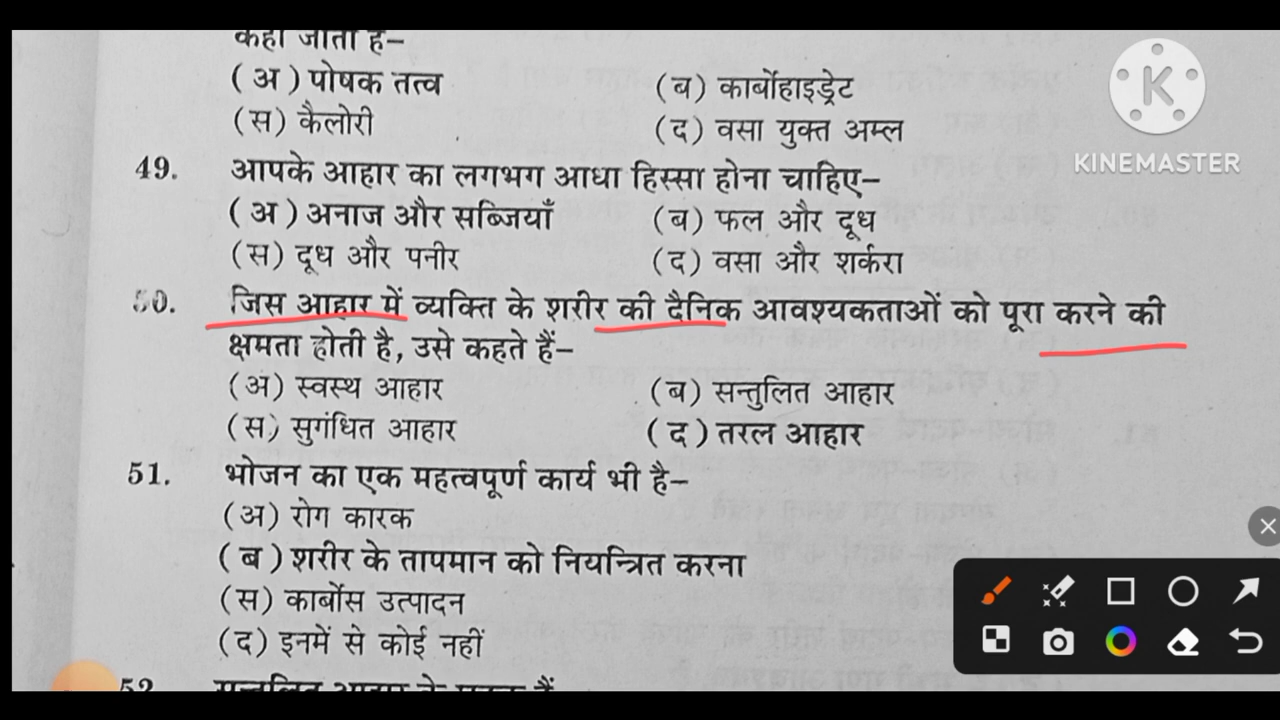 कहा जाता है–
(अ) पोषक तत्व
(ब) कार्बोहाइड्रेट
(स) कैलोरी
(द) वसा युक्त अम्ल
49. आपके आहार का लगभग आधा हिस्सा होना चाहिए–
(अ) अनाज और सब्जियाँ
(ब) फल और दूध
(स) दूध और पनीर
(द) वसा और शर्करा
50. जिस आहार में व्यक्ति के शरीर की दैनिक आवश्यकताओं को पूरा करने की
क्षमता होती है, उसे कहते हैं–
(अ) स्वस्थ आहार
(ब) सन्तुलित आहार
(स) सुगंधित आहार
(द) तरल आहार
51. भोजन का एक महत्वपूर्ण कार्य भी है–
(अ) रोग कारक
(ब) शरीर के तापमान को नियन्त्रित करना
(स) कार्बोस उत्पादन
(द) इनमें से कोई नहीं
52.
K
KINEMASTER